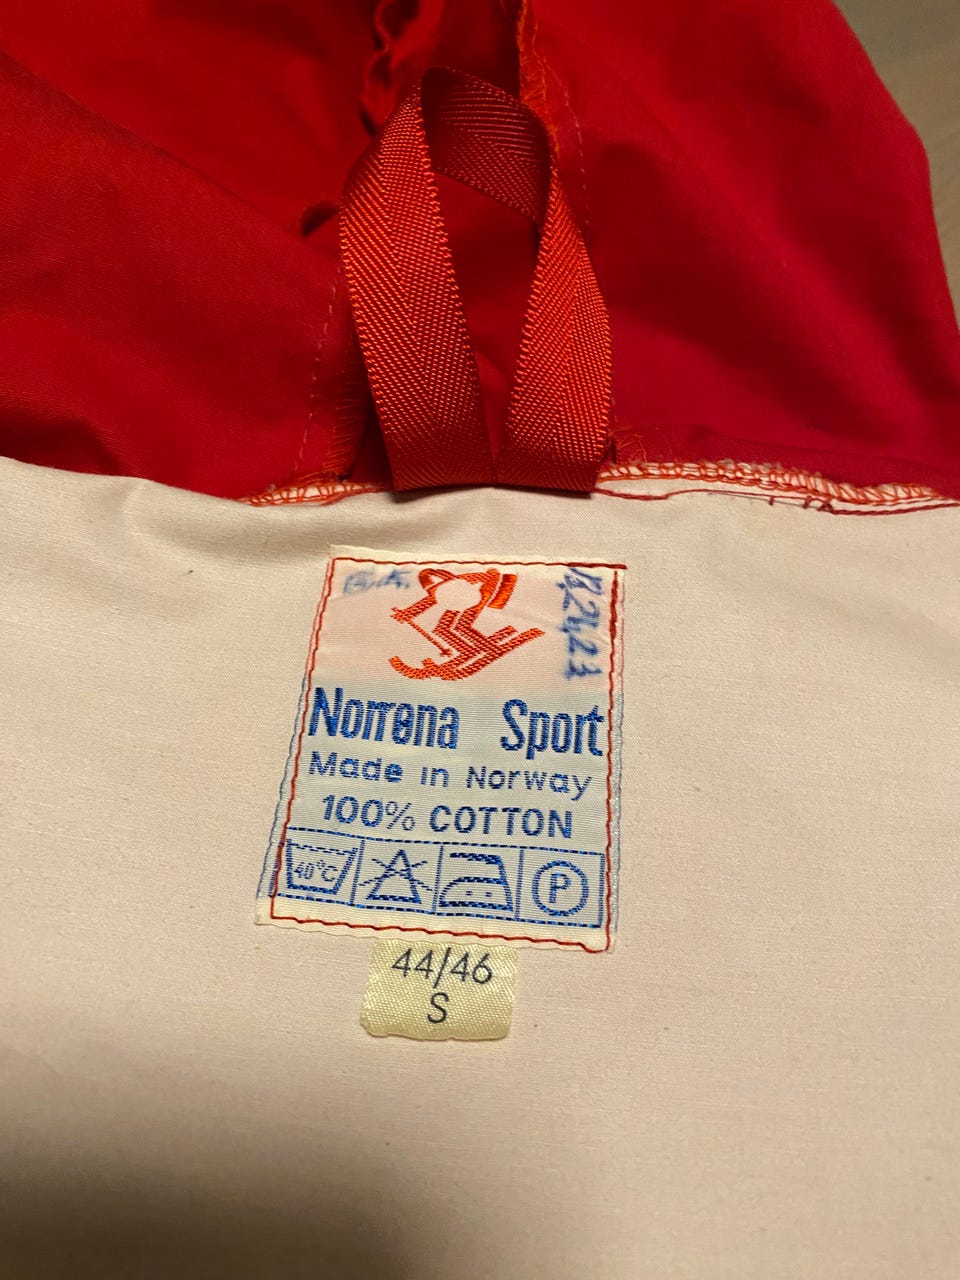 B.K.
Norrøna Sport
Made in Norway
100% COTTON
40°C
P
44/46
S